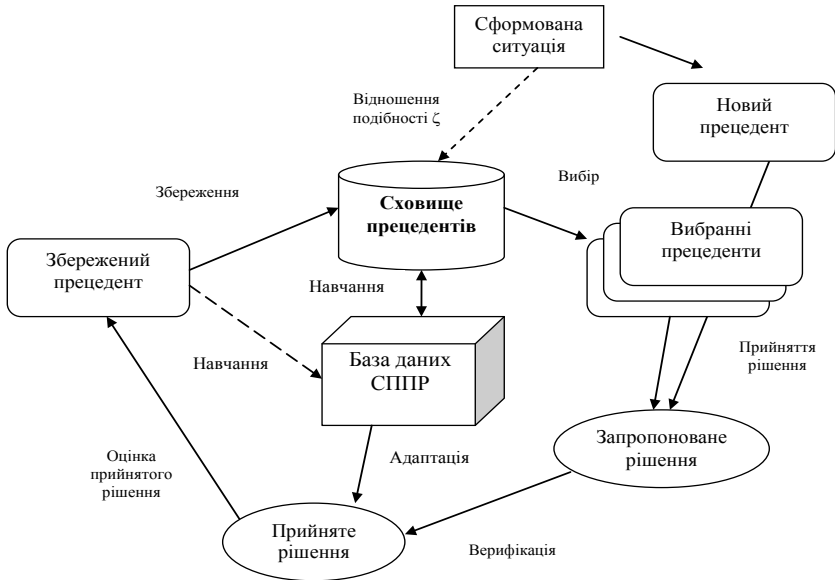 Сформована
ситуація
Відношення
подібності ζ
Новий
прецедент
Збереження
Вибір
Сховище
прецедентів
Вибранні
прецеденти
Збережений
прецедент
Навчання
Навчання
База даних
СППР
Прийняття
рішення
Оцінка
прийнятого
рішення
Адаптація
Запропоноване
рішення
Прийняте
рішення
Верифікація